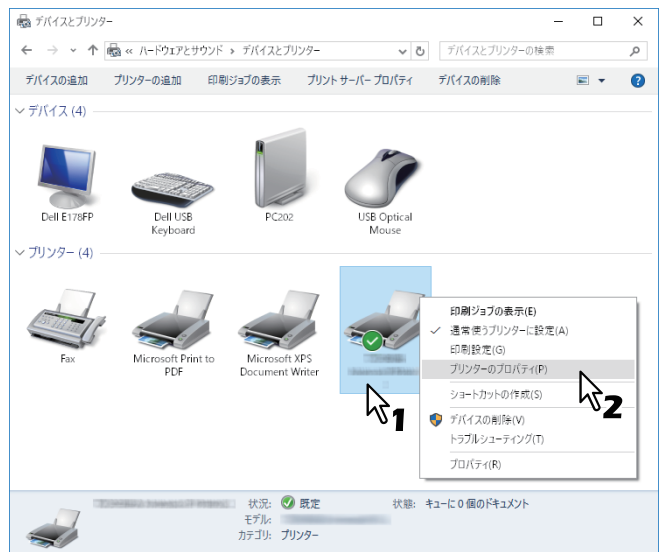 デバイスとプリンター
« ハードウェアとサウンド › デバイスとプリンター
デバイスとプリンターの検索
デバイスの追加 プリンターの追加 印刷ジョブの表示 プリント サーバー プロパティ デバイスの削除
デバイス (4)
Dell E178FP
Dell USB
Keyboard
PC202
USB Optical
Mouse
プリンター (4)
Fax
Microsoft Print to
PDF
Microsoft XPS
Document Writer
1
印刷ジョブの表示(E)
通常使うプリンターに設定(A)
印刷設定(G)
プリンターのプロパティ(P)
2
ショートカットの作成(S)
デバイスの削除(V)
トラブルシューティング(T)
プロパティ(R)
状況: 既定 状態: キューに 0 個のドキュメント
モデル:
カテゴリ: プリンター